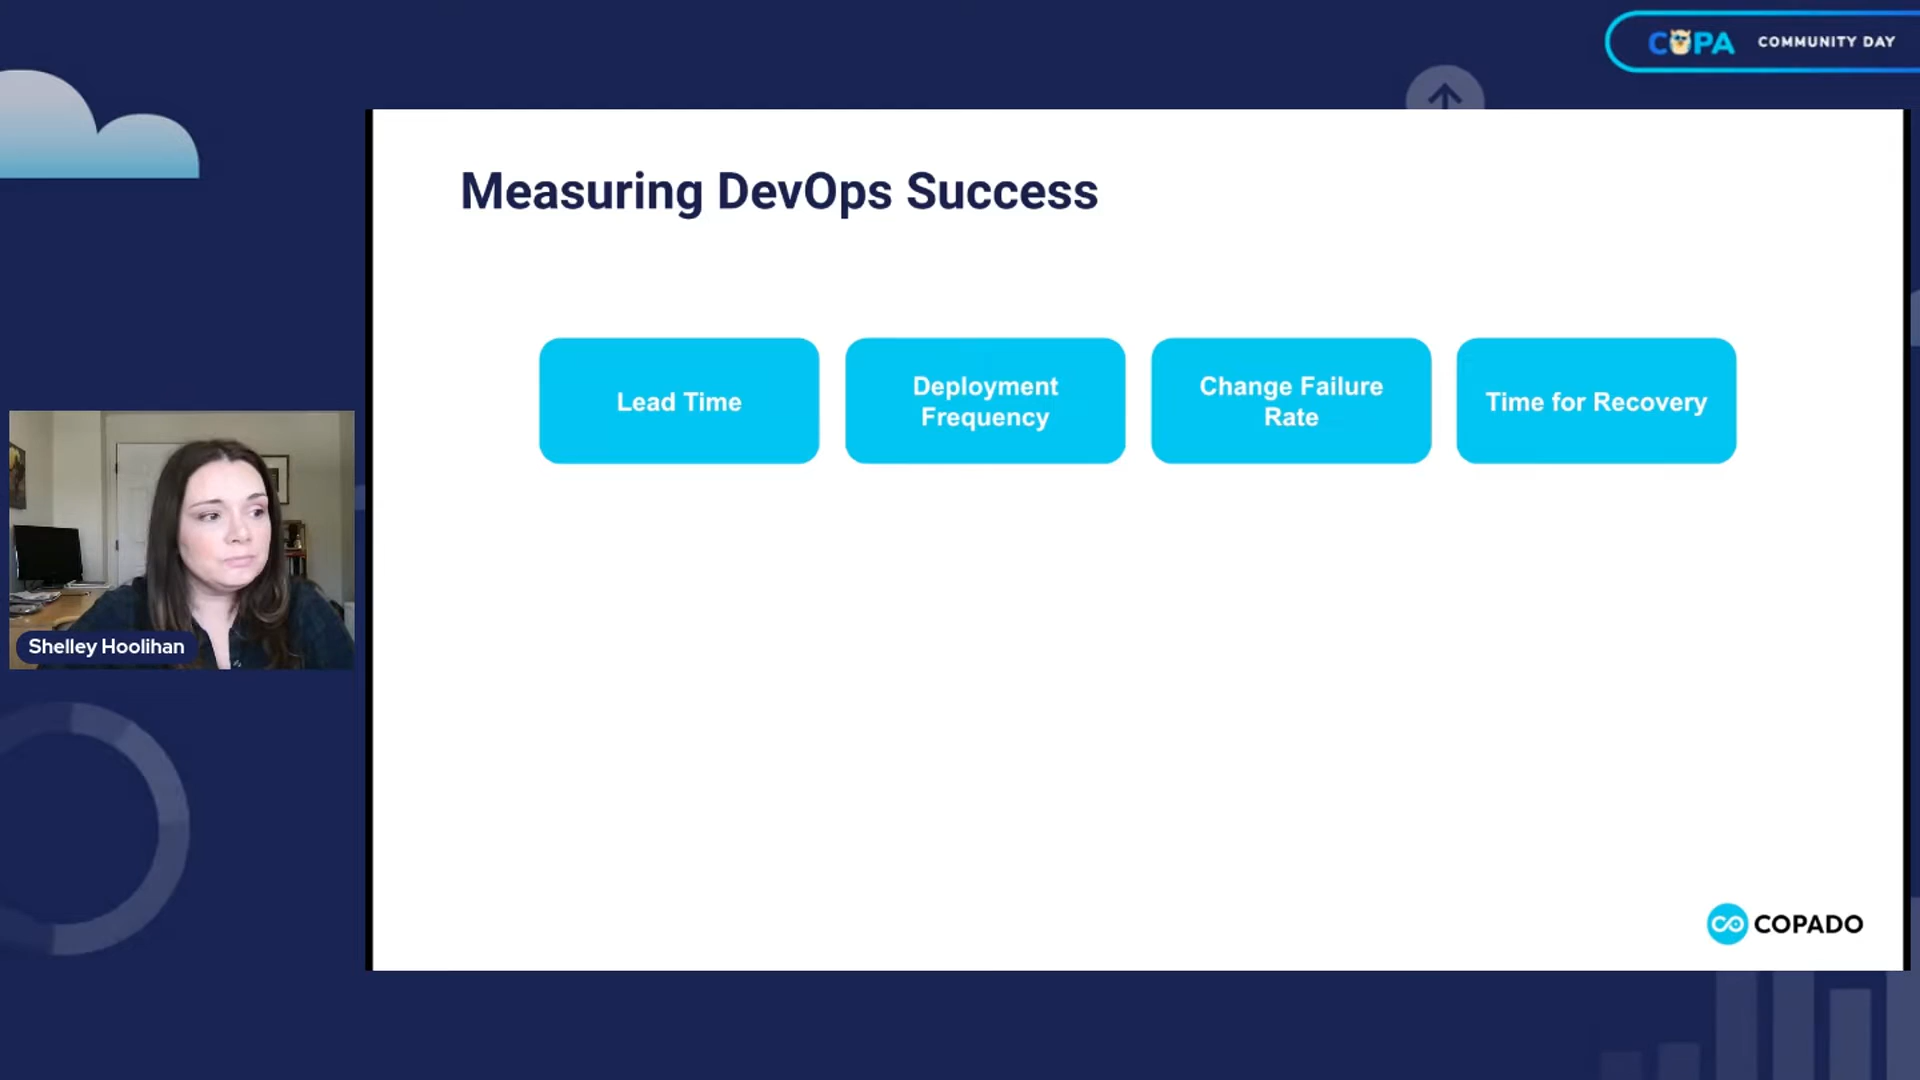 COPA COMMUNITY DAY
Measuring DevOps Success
Lead Time
Deployment
Frequency
Change Failure
Rate
Time for Recovery
Shelley Hoolihan
COPADO